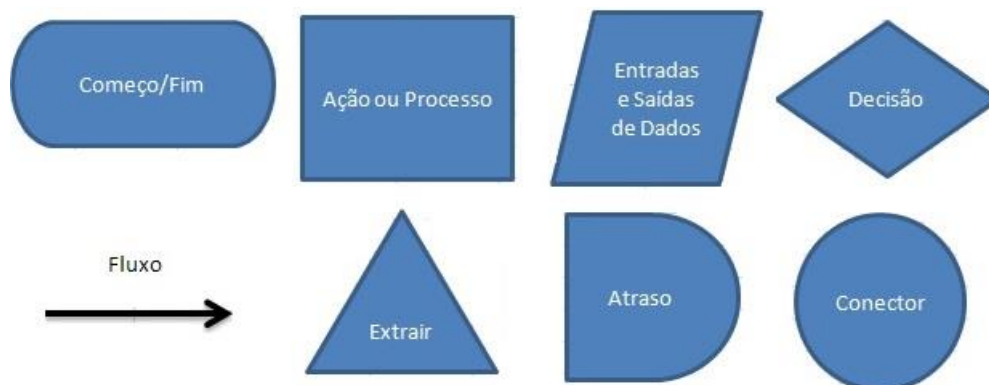 Começo/Fim
Ação ou Processo
Entradas
e Saídas
de Dados
Decisão
Fluxo
Extrair
Atraso
Conector